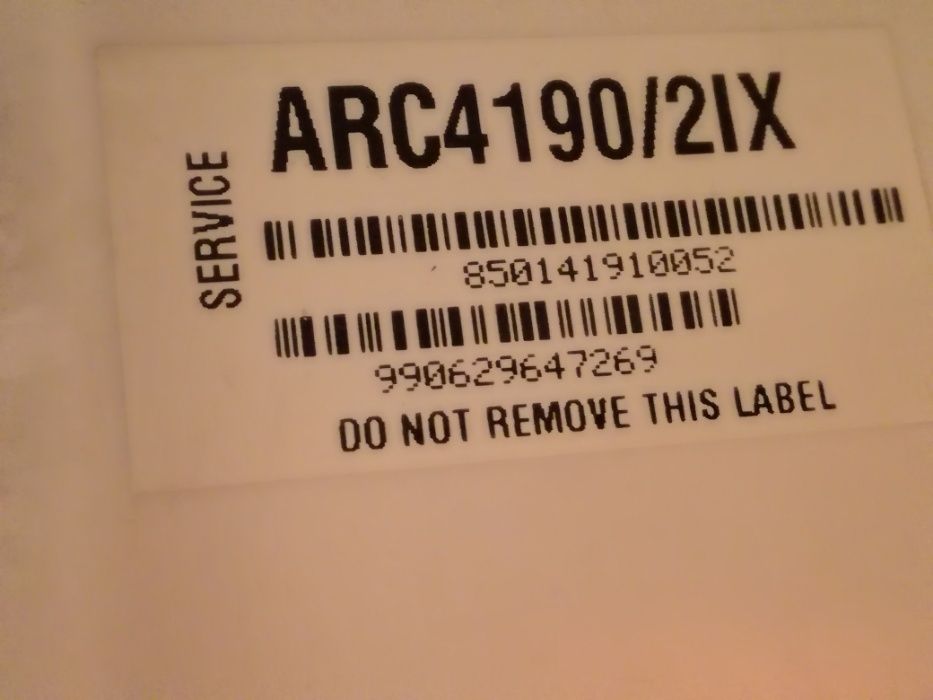 SERVICE
ARC4190/2IX
850141910052
990629647269
DO NOT REMOVE THIS LABEL